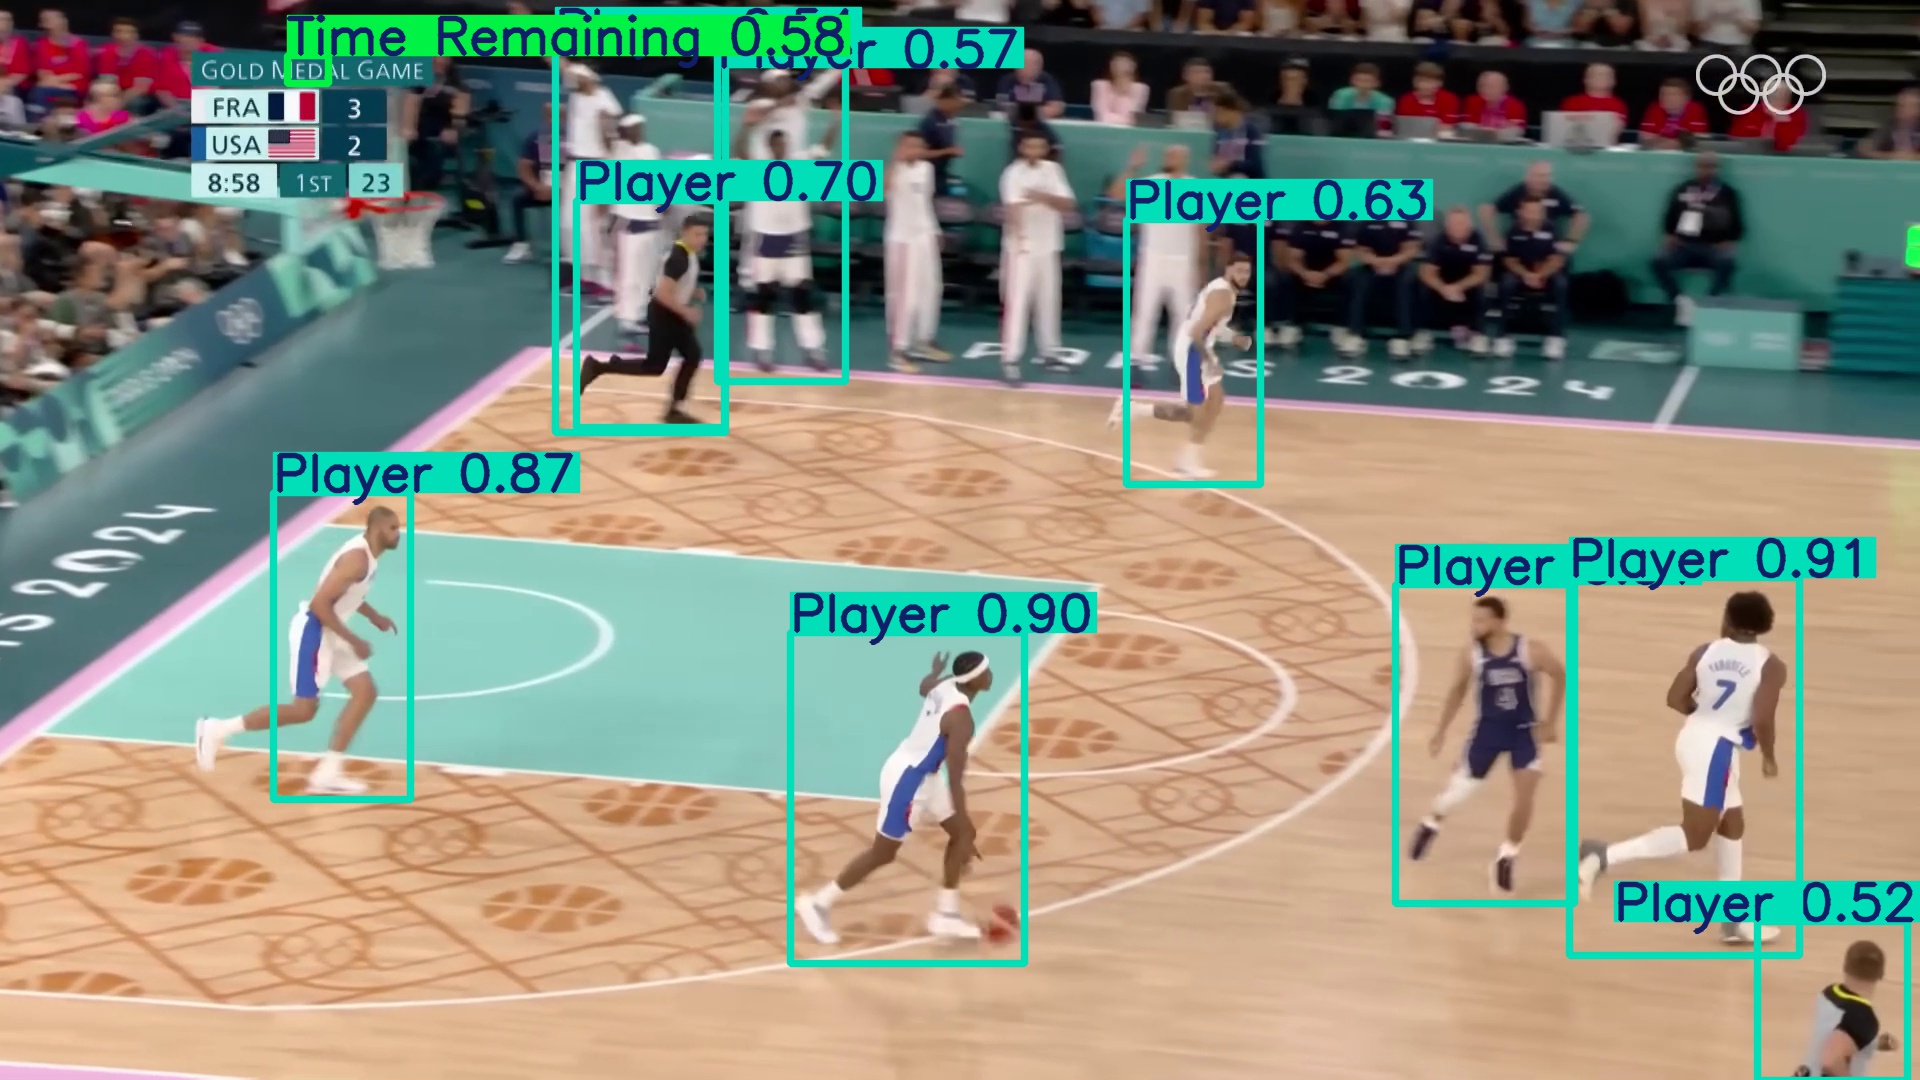 Time Remaining 0.58
Player 0.57
GOLD MEDAL GAME
FRA 3
USA 2
8:58 1ST 23
Player 0.70
Player 0.63
Player 0.87
PARIS 2024
Player
Player 0.91
Player 0.90
7
4
2024
Player 0.52